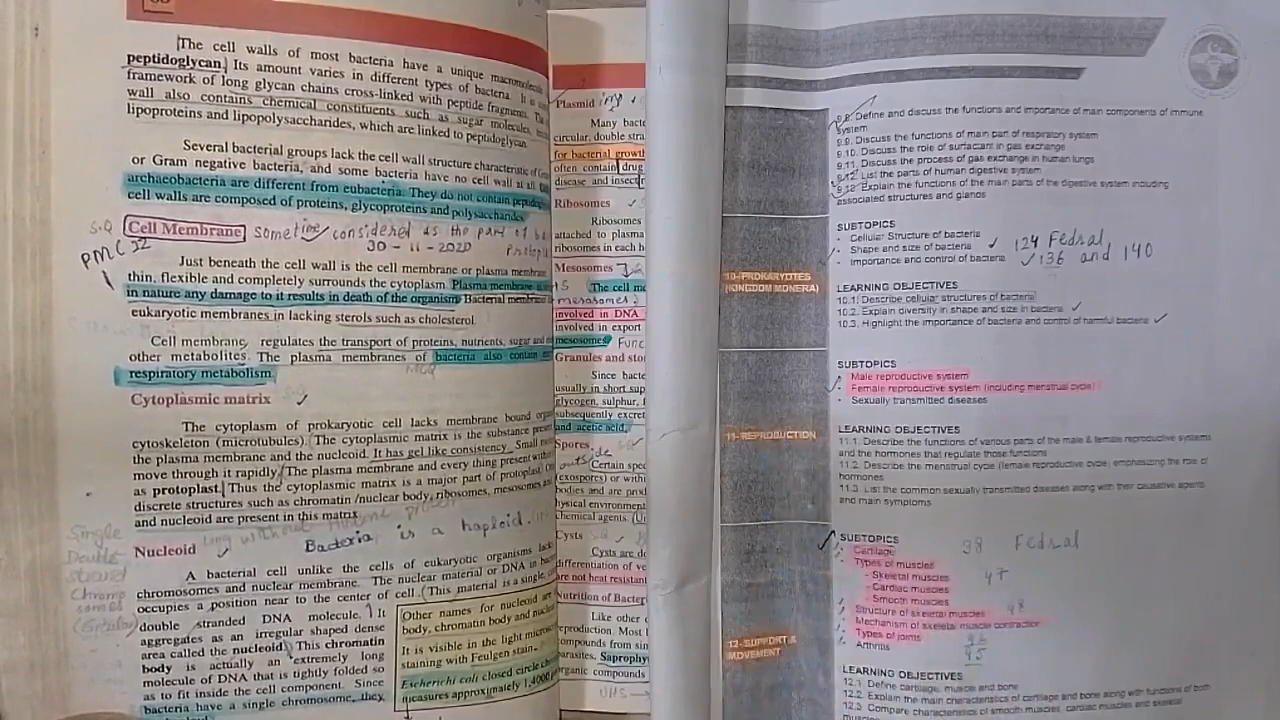 The cell walls of most bacteria have a unique macromolecule
peptidoglycan. Its amount varies in different types of bacteria. It is
framework of long glycan chains cross-linked with peptide fragments. The
wall also contains chemical constituents such as sugar molecules,
lipoproteins and lipopolysaccharides, which are linked to peptidoglycan.
Several bacterial groups lack the cell wall structure characteristic of
or Gram negative bacteria, and some bacteria have no cell wall at all.
archaeobacteria are different from eubacteria. They do not contain
cell walls are composed of proteins, glycoproteins and polysaccharides.
S.Q Cell Membrane sometime considered as the part of
PMC 22 30-11-2020
Just beneath the cell wall is the cell membrane or plasma membrane
thin, flexible and completely surrounds the cytoplasm. Plasma membrane
in nature any damage to it results in death of the organism. Bacterial membrane
eukaryotic membranes in lacking sterols such as cholesterol.
Cell membrane, regulates the transport of proteins, nutrients, sugar and
other metabolites. The plasma membranes of bacteria also contain
respiratory metabolism.
MCQ
Cytoplasmic matrix
The cytoplasm of prokaryotic cell lacks membrane bound
cytoskeleton (microtubules). The cytoplasmic matrix is the substance
the plasma membrane and the nucleoid. It has gel like consistency. Small
move through it rapidly. The plasma membrane and every thing present
as protoplast. Thus the cytoplasmic matrix is a major part of protoplast.
discrete structures such as chromatin/nuclear body, ribosomes, mesosomes and
and nucleoid are present in this matrix.
Nucleoid Bacteria is a haploid.
Single
Double
strand
Chromo
somes
(Circular)
A bacterial cell unlike the cells of eukaryotic organisms lacks
chromosomes and nuclear membrane. The nuclear material or DNA in
occupies a position near to the center of cell. (This material is a single,
double stranded DNA molecule. It
aggregates as an irregular shaped dense
area called the nucleoid. This chromatin
body is actually an extremely long
molecule of DNA that is tightly folded so
as to fit inside the cell component. Since
bacteria have a single chromosome, they
Other names for nucleoid are
body, chromatin body and
It is visible in the light
staining with Feulgen stain.
Escherichi coli closed circle
measures approximately
Plasmid imp
Many
circular, double
for bacterial growth
often contain drug
disease and insect
Ribosomes
Ribosomes
attached to plasma
ribosomes in each
Mesosomes
The cell
mesosomes
involved in DNA
involved in export
mesosomes Func
Granules and
Since
usually in short
glycogen, sulphur,
subsequently
and acetic acid,
Spores
outside
Certain
(exospores) or
bodies and are
physical environment
chemical agents.
Cysts
Cysts are
differentiation of
are not heat resistant
Nutrition of
Like other
reproduction. Most
compounds from
parasites.
organic compounds
UHS
9.8. Define and discuss the functions and importance of main components of immune
system
9.9. Discuss the functions of main part of respiratory system
9.10. Discuss the role of surfactant in gas exchange
9.11. Discuss the process of gas exchange in human lungs
9.12. List the parts of human digestive system
9.13. Explain the functions of the main parts of the digestive system including
associated structures and glands
10-PROKARYOTES
(KINGDOM MONERA)
SUBTOPICS
• Cellular Structure of bacteria
• Shape and size of bacteria 124 Fedral
• Importance and control of bacteria 136 and 140
LEARNING OBJECTIVES
10.1. Describe cellular structures of bacteria
10.2. Explain diversity in shape and size in bacteria
10.3. Highlight the importance of bacteria and control of harmful bacteria
11-REPRODUCTION
SUBTOPICS
• Male reproductive system
• Female reproductive system (including menstrual cycle)
• Sexually transmitted diseases
LEARNING OBJECTIVES
11.1. Describe the functions of various parts of the male & female reproductive systems
and the hormones that regulate those functions
11.2. Describe the menstrual cycle (female reproductive cycle) emphasizing the role of
hormones
11.3. List the common sexually transmitted diseases along with their causative agents
and main symptoms
12-SUPPORT &
MOVEMENT
SUBTOPICS 38 Fedral
• Cartilage
• Types of muscles
- Skeletal muscles 47
- Cardiac muscles
- Smooth muscles
• Structure of skeletal muscles 48
• Mechanism of skeletal muscle contraction
• Types of joints
• Arthritis 45
LEARNING OBJECTIVES
12.1. Define cartilage, muscle and bone
12.2. Explain the main characteristics of cartilage and bone along with functions of both
12.3. Compare characteristics of smooth muscles, cardiac muscles and skeletal